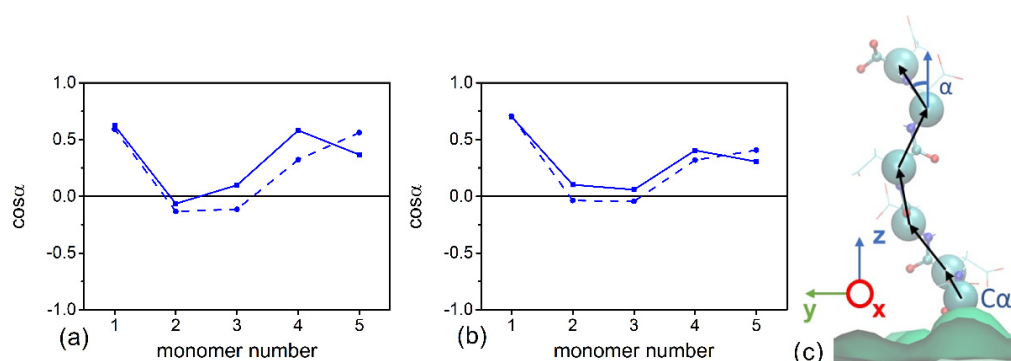 1.0
0.5
0.0
-0.5
-1.0
cosα
1 2 3 4 5
monomer number
(a)
1.0
0.5
0.0
-0.5
-1.0
cosα
1 2 3 4 5
monomer number
(b)
α
z
y
x
Cα
(c)